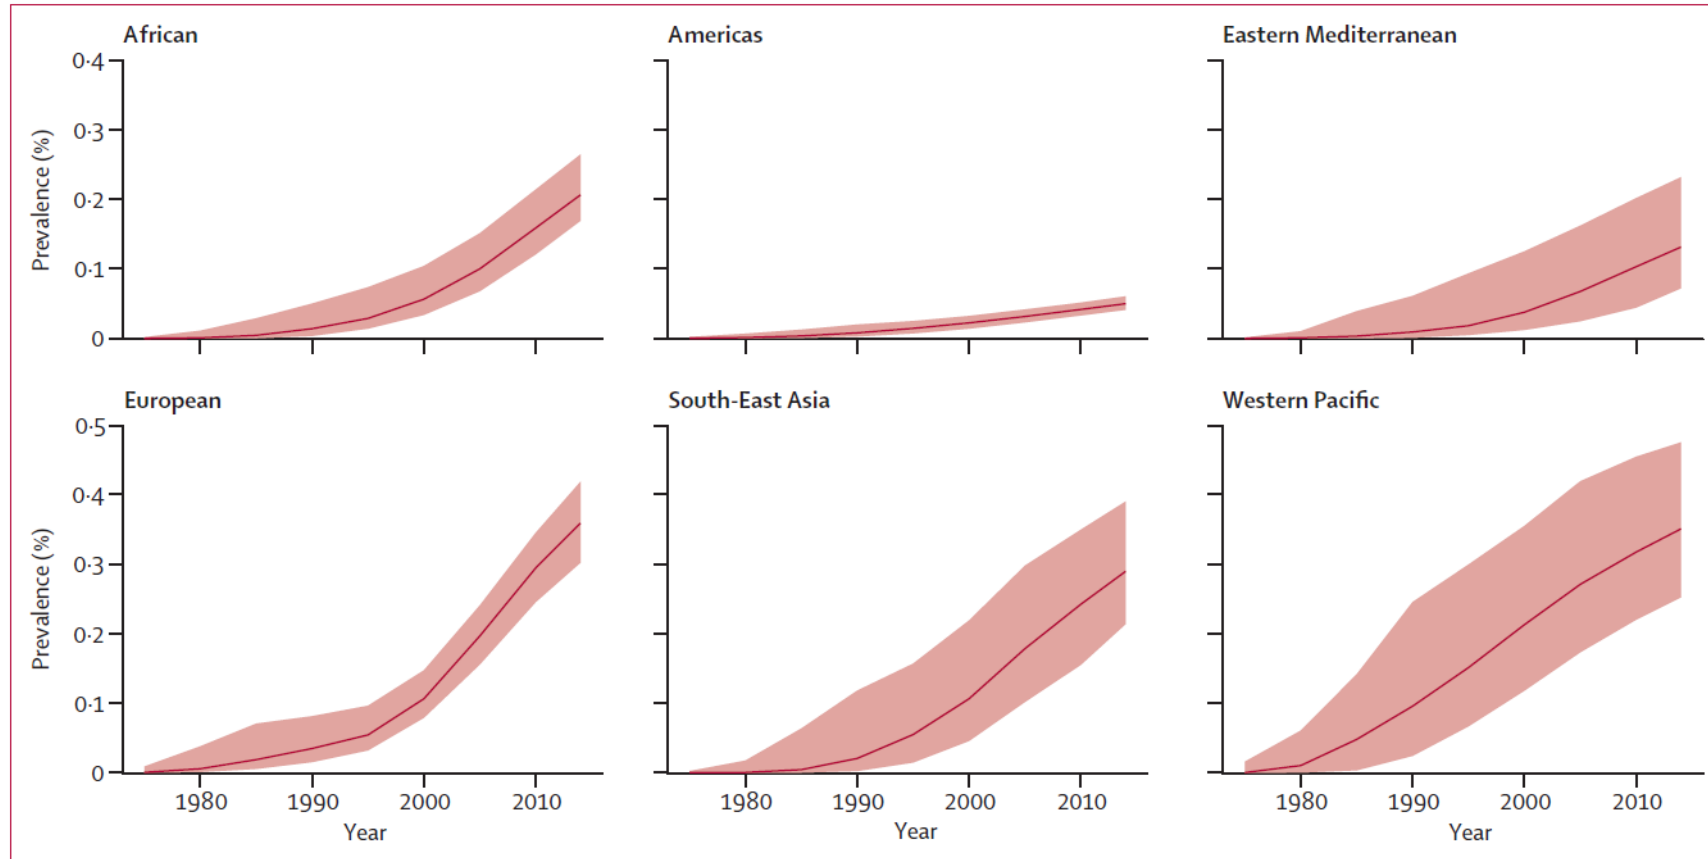 African
Americas
Eastern Mediterranean
0·4
0·3
0·2
0·1
0
Prevalence (%)
European
South-East Asia
Western Pacific
0·5
0·4
0·3
0·2
0·1
0
Prevalence (%)
1980 1990 2000 2010
1980 1990 2000 2010
1980 1990 2000 2010
Year
Year
Year